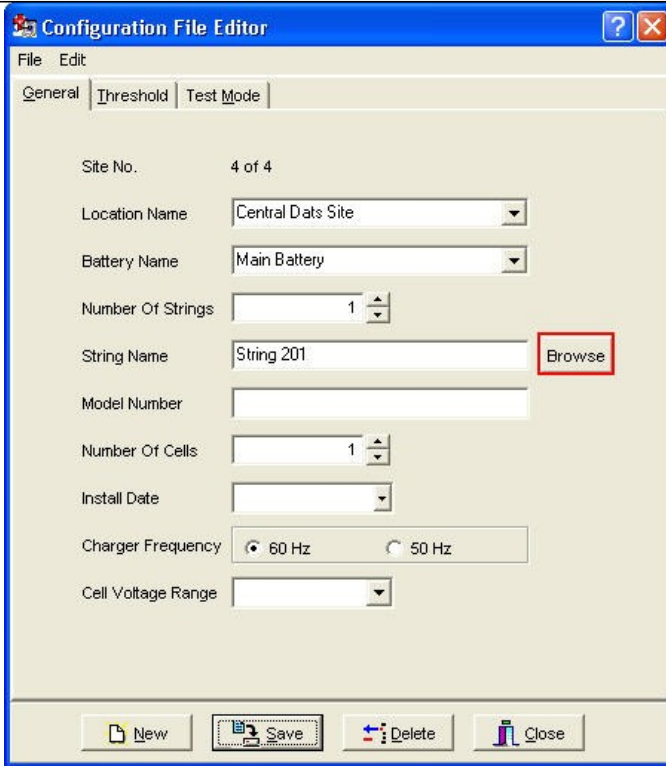 Configuration File Editor
File Edit
General Threshold Test Mode
Site No. 4 of 4
Location Name Central Dats Site
Battery Name Main Battery
Number Of Strings 1
String Name String 201 Browse
Model Number
Number Of Cells 1
Install Date
Charger Frequency 60 Hz 50 Hz
Cell Voltage Range
New Save Delete Close